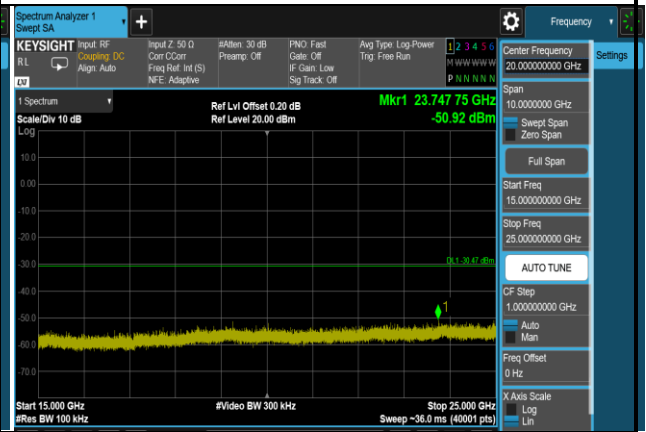 Spectrum Analyzer 1
Swept SA
+
Frequency
KEYSIGHT
RL
LXI
Input: RF
Coupling: DC
Align: Auto
Input Z: 50 Ω
Corr CCorr
Freq Ref: Int (S)
NFE: Adaptive
#Atten: 30 dB
Preamp: Off
PNO: Fast
Gate: Off
IF Gain: Low
Sig Track: Off
Avg Type: Log-Power
Trig: Free Run
1 2 3 4 5 6
M W W W W W
P N N N N N
1 Spectrum
Scale/Div 10 dB
Ref Lvl Offset 0.20 dB
Ref Level 20.00 dBm
Mkr1 23.747 75 GHz
-50.92 dBm
Log
10.0
0.00
-10.0
-20.0
-30.0
-40.0
-50.0
-60.0
-70.0
DL1 -30.47 dBm
1
Start 15.000 GHz
#Res BW 100 kHz
#Video BW 300 kHz
Stop 25.000 GHz
Sweep ~36.0 ms (40001 pts)
Center Frequency
20.000000000 GHz
Settings
Span
10.0000000 GHz
Swept Span
Zero Span
Full Span
Start Freq
15.000000000 GHz
Stop Freq
25.000000000 GHz
AUTO TUNE
CF Step
1.000000000 GHz
Auto
Man
Freq Offset
0 Hz
X Axis Scale
Log
Lin